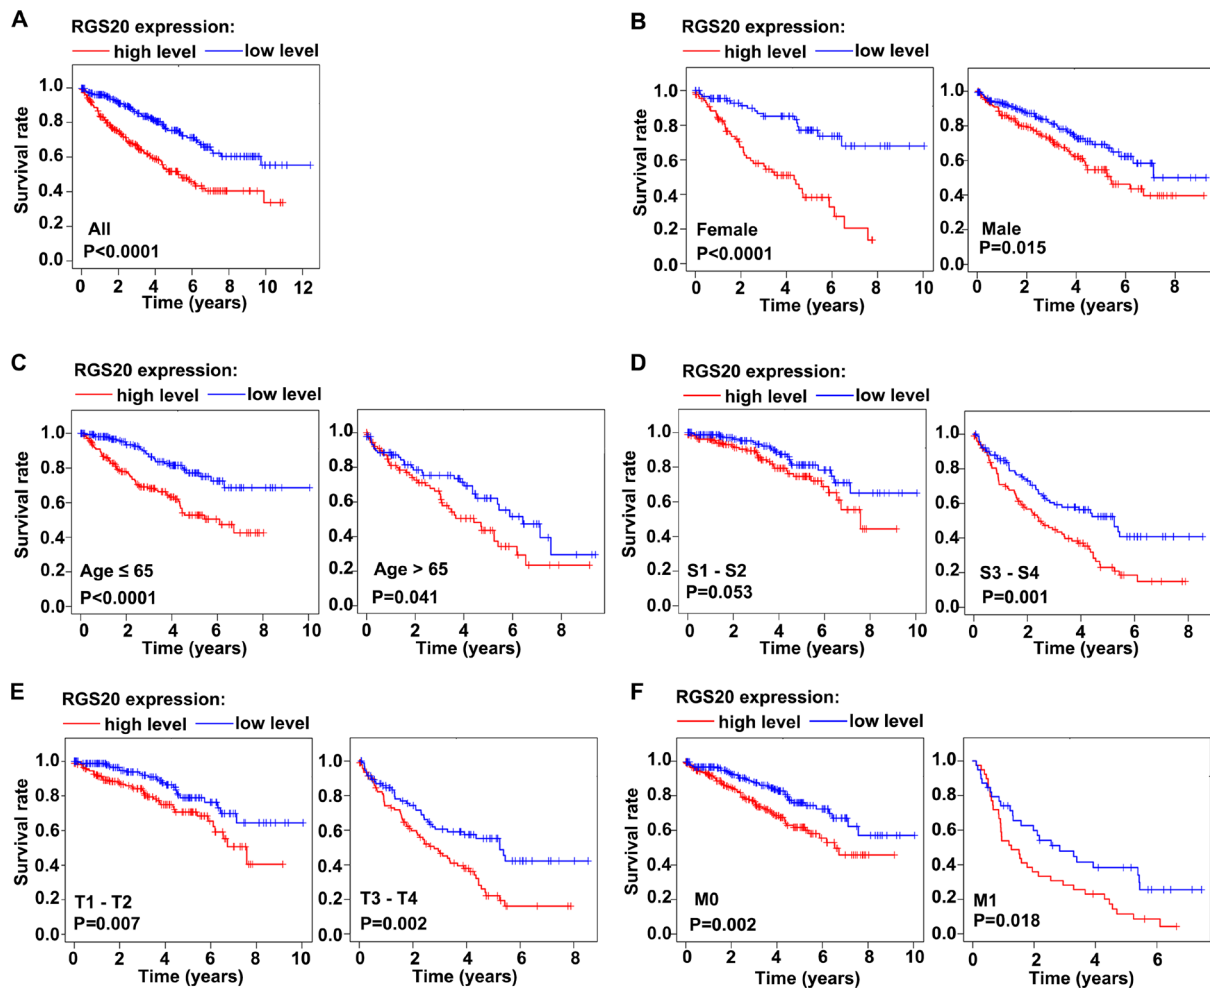 A
RGS20 expression:
high level low level
Survival rate
1.0
0.8
0.6
0.4
0.2
0.0
All
P<0.0001
0 2 4 6 8 10 12
Time (years)
B
RGS20 expression:
high level low level
Survival rate
1.0
0.8
0.6
0.4
0.2
0.0
Female
P<0.0001
0 2 4 6 8 10
Time (years)
1.0
0.8
0.6
0.4
0.2
0.0
Male
P=0.015
0 2 4 6 8
Time (years)
C
RGS20 expression:
high level low level
Survival rate
1.0
0.8
0.6
0.4
0.2
0.0
Age ≤ 65
P<0.0001
0 2 4 6 8 10
Time (years)
1.0
0.8
0.6
0.4
0.2
0.0
Age > 65
P=0.041
0 2 4 6 8
Time (years)
D
RGS20 expression:
high level low level
Survival rate
1.0
0.8
0.6
0.4
0.2
0.0
S1 - S2
P=0.053
0 2 4 6 8 10
Time (years)
1.0
0.8
0.6
0.4
0.2
0.0
S3 - S4
P=0.001
0 2 4 6 8
Time (years)
E
RGS20 expression:
high level low level
Survival rate
1.0
0.8
0.6
0.4
0.2
0.0
T1 - T2
P=0.007
0 2 4 6 8 10
Time (years)
1.0
0.8
0.6
0.4
0.2
0.0
T3 - T4
P=0.002
0 2 4 6 8
Time (years)
F
RGS20 expression:
high level low level
Survival rate
1.0
0.8
0.6
0.4
0.2
0.0
M0
P=0.002
0 2 4 6 8 10
Time (years)
1.0
0.8
0.6
0.4
0.2
0.0
M1
P=0.018
0 2 4 6
Time (years)